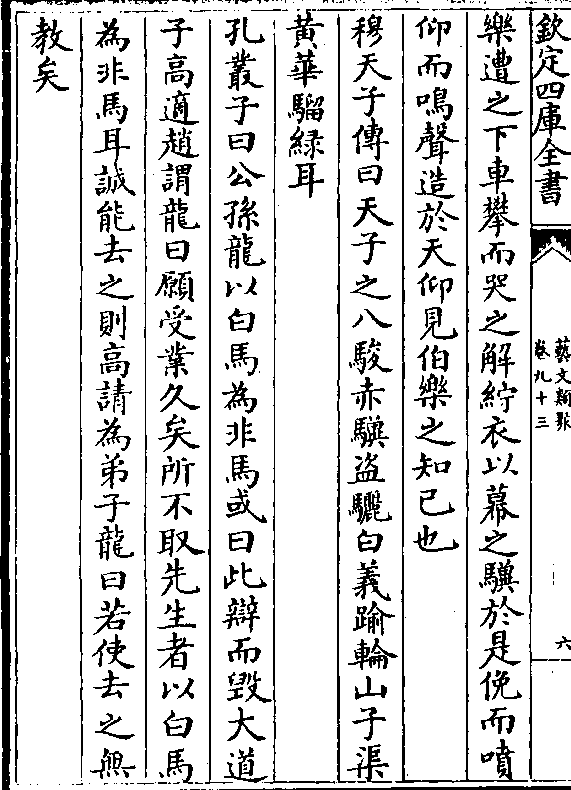 欽定四庫全書
藝文類聚
卷九十三
六
樂遭之下車攀而哭之解紵衣以冪之驥於是俛而噴
仰而鳴聲造於天仰見伯樂之知已也
穆天子傳曰天子之八駿赤驥盗驪白義踰輪山子渠
黄華騮緑耳
孔叢子曰公孫龍以白馬為非馬或曰此辯而毀大道
子高適趙謂龍曰願受業久矣所不取先生者以白馬
為非馬耳誠能去之則高請為弟子龍曰若使去之無
教矣